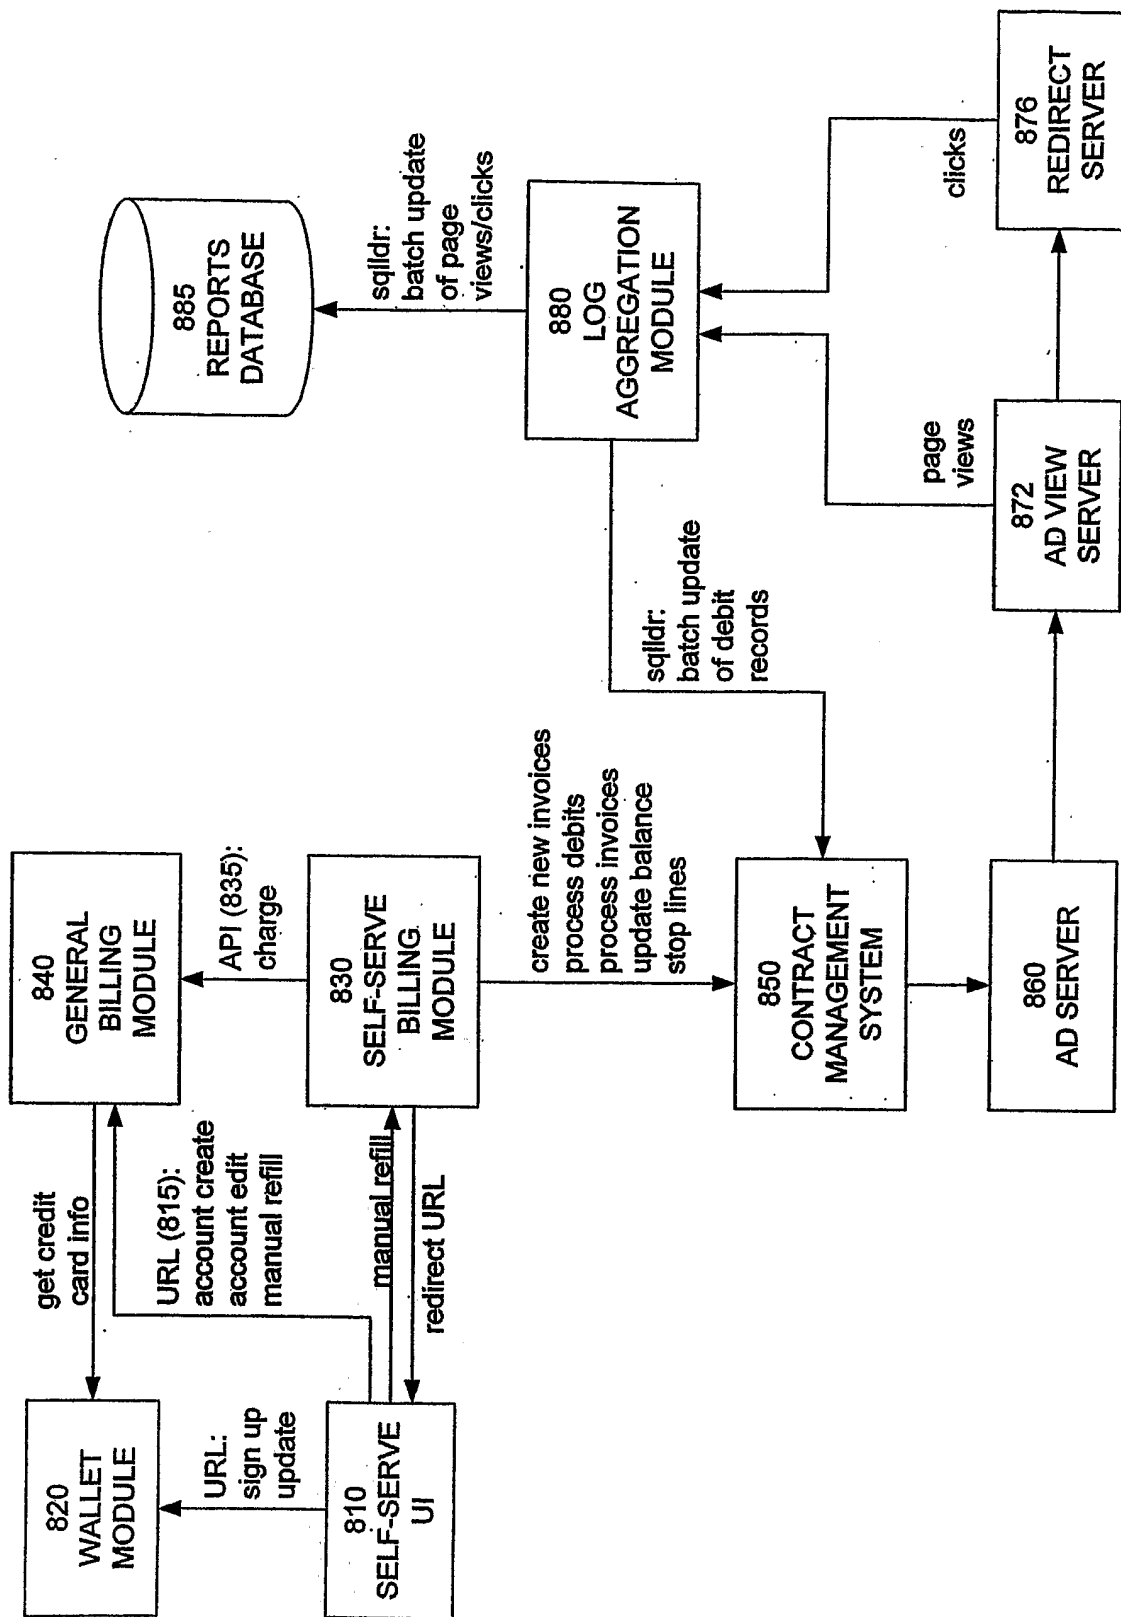 820
WALLET
MODULE
get credit
card info
840
GENERAL
BILLING
MODULE
885
REPORTS
DATABASE
URL:
sign up
update
URL (815):
account create
account edit
manual refill
API (835):
charge
sqlldr:
batch update
of page
views/clicks
810
SELF-SERVE
UI
manual refill
redirect URL
830
SELF-SERVE
BILLING
MODULE
880
LOG
AGGREGATION
MODULE
create new invoices
process debits
process invoices
update balance
stop lines
sqlldr:
batch update
of debit
records
850
CONTRACT
MANAGEMENT
SYSTEM
page
views
clicks
860
AD SERVER
872
AD VIEW
SERVER
876
REDIRECT
SERVER